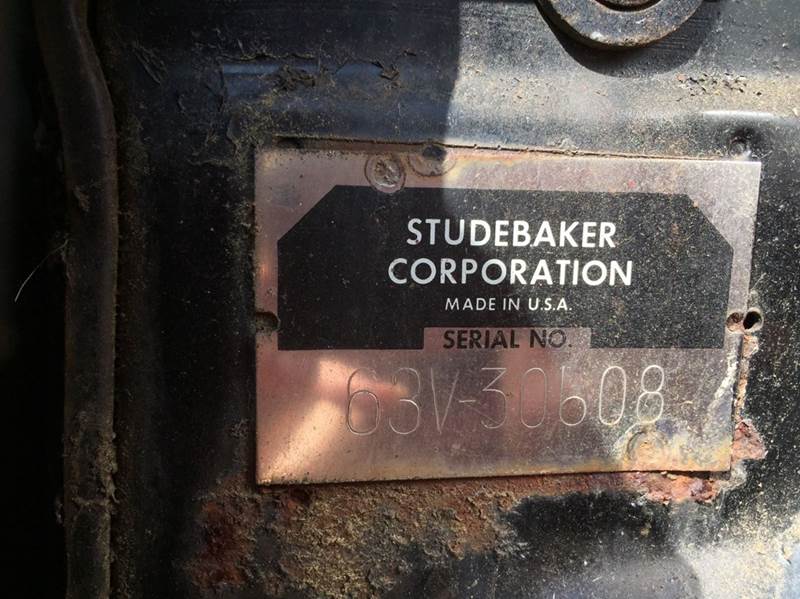 STUDEBAKER
CORPORATION
MADE IN U.S.A.
SERIAL NO.
63V-30608